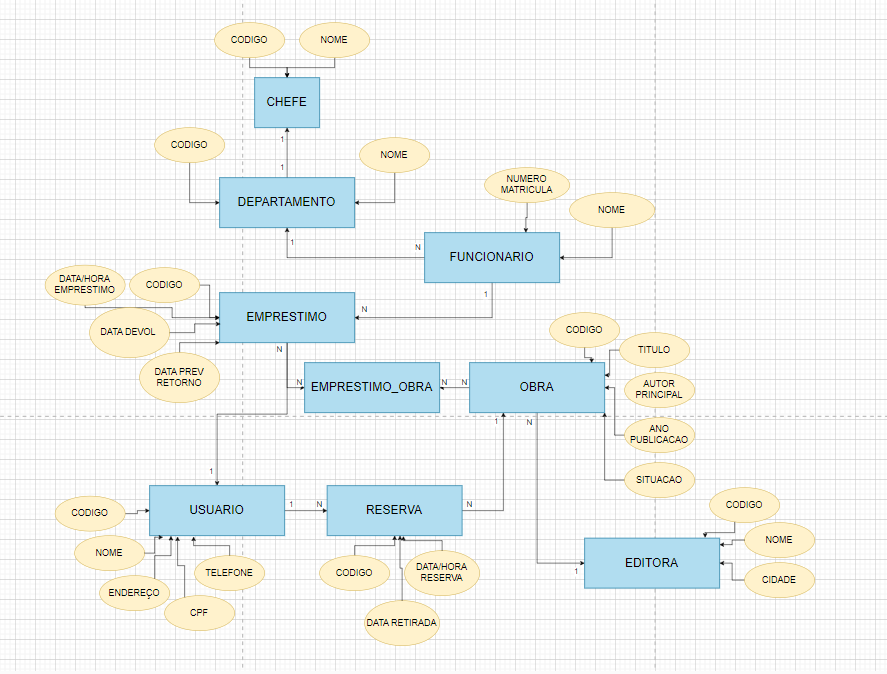 CODIGO
NOME
CHEFE
1
CODIGO
NOME
1
DEPARTAMENTO
NUMERO
MATRICULA
NOME
1
N
FUNCIONARIO
DATA/HORA
EMPRESTIMO
CODIGO
1
EMPRESTIMO
N
DATA DEVOL
CODIGO
TITULO
N
DATA PREV
RETORNO
N
EMPRESTIMO_OBRA
N
N
OBRA
AUTOR
PRINCIPAL
1
N
ANO
PUBLICACAO
1
SITUACAO
CODIGO
USUARIO
1
N
RESERVA
N
CODIGO
NOME
NOME
EDITORA
1
CIDADE
TELEFONE
CODIGO
DATA/HORA
RESERVA
ENDEREÇO
CPF
DATA RETIRADA